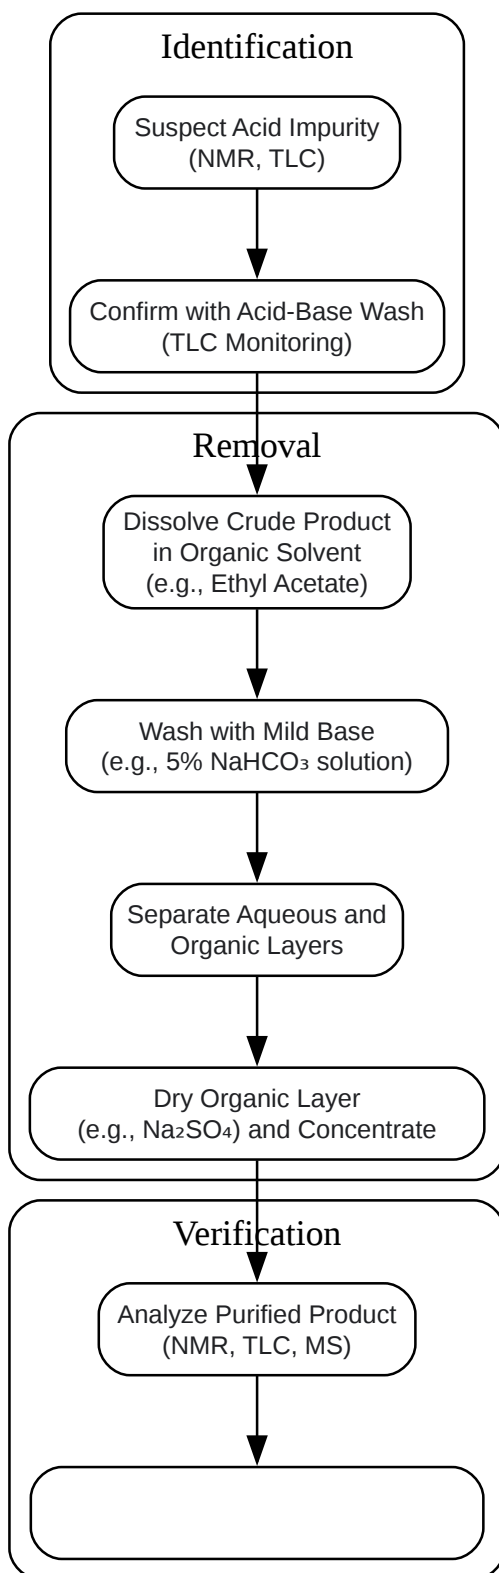 Identification
Suspect Acid Impurity
(NMR, TLC)
Confirm with Acid-Base Wash
(TLC Monitoring)
Removal
Dissolve Crude Product
in Organic Solvent
(e.g., Ethyl Acetate)
Wash with Mild Base
(e.g., 5% NaHCO₃ solution)
Separate Aqueous and
Organic Layers
Dry Organic Layer
(e.g., Na₂SO₄) and Concentrate
Verification
Analyze Purified Product
(NMR, TLC, MS)